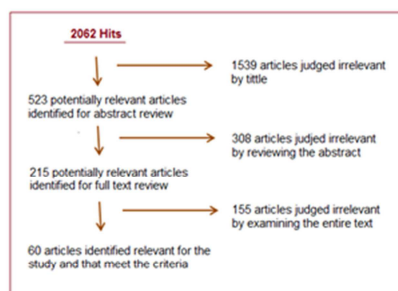 2062 Hits
1539 articles judged irrelevant
by tittle
523 potentially relevant articles
identified for abstract review
308 articles judjed irrelevant
by reviewing the abstract
215 potentially relevant articles
identified for full text review
155 articles judged irrelevant
by examining the entire text
60 articles identified relevant for the
study and that meet the criteria